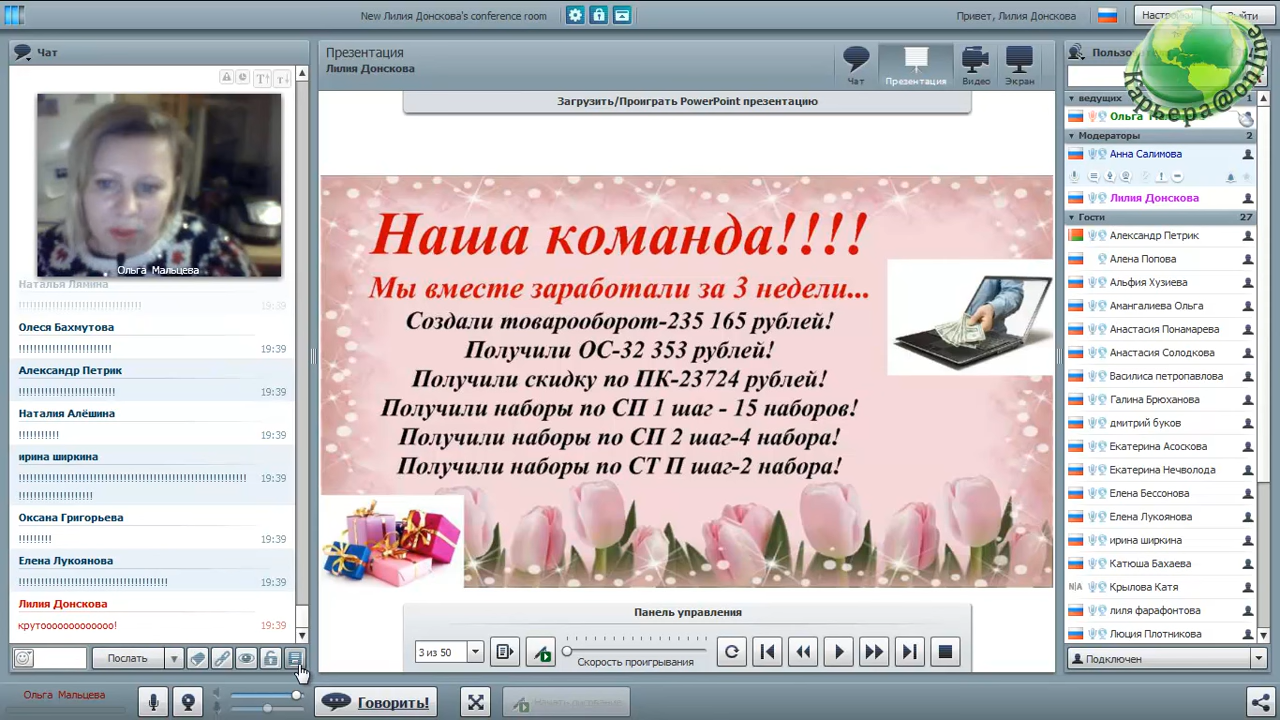 New Лилия Донскова's conference room
Привет, Лилия Донскова
Настройки
Выйти
Чат
Ольга Мальцева
Наталья Лямина
!!!!!!!!!!!!!!!!!!!!!!!!!!!!!!!
19:39
Олеся Бахмутова
!!!!!!!!!!!!!!!!!!!!!!!
19:39
Александр Петрик
!!!!!!!!!!!!!!!!!!!!!!!!
19:39
Наталия Алёшина
!!!!!!!!!!
19:39
ирина ширкина
!!!!!!!!!!!!!!!!!!!!!!!!!!!!!!!!!!!!!!!!!!!!!!!!!!!!!!!!
!!!!!!!!!!!!!!!!!!
19:39
Оксана Григорьева
!!!!!!!!
19:39
Елена Лукоянова
!!!!!!!!!!!!!!!!!!!!!!!!!!!!!!!!!!!!!
19:39
Лилия Донскова
крутооооооооооооо!
19:39
Послать
Ольга Мальцева
Говорить!
Презентация
Лилия Донскова
Чат
Презентация
Видео
Экран
Загрузить/Проиграть PowerPoint презентацию
Наша команда!!!!
Мы вместе заработали за 3 недели...
Создали товарооборот-235 165 рублей!
Получили ОС-32 353 рублей!
Получили скидку по ПК-23724 рублей!
Получили наборы по СП 1 шаг - 15 наборов!
Получили наборы по СП 2 шаг-4 набора!
Получили наборы по СТ П шаг-2 набора!
Панель управления
3 из 50
Скорость проигрывания
карьера@online
ведущих 1
Ольга
Модераторы 2
Анна Салимова
Лилия Донскова
Гости 27
Александр Петрик
Алена Попова
Альфия Хузиева
Амангалиева Ольга
Анастасия Понамарева
Анастасия Солодкова
Василиса петропавлова
Галина Брюханова
дмитрий буков
Екатерина Асоскова
Екатерина Нечволода
Елена Бессонова
Елена Лукоянова
ирина ширкина
Катюша Бахаева
N/A Крылова Катя
лиля фарафонтова
Люция Плотникова
Подключен